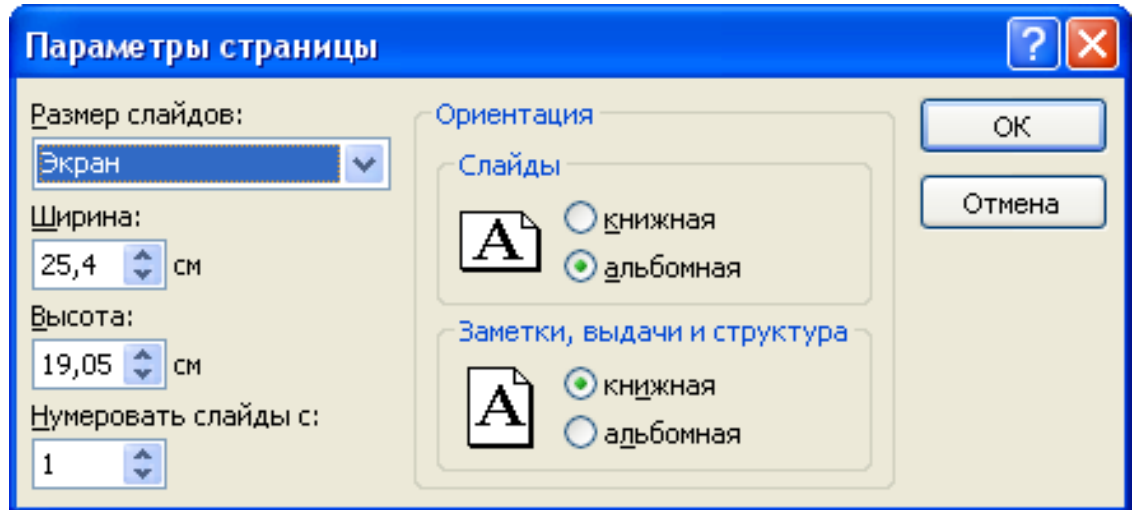 Параметры страницы
Размер слайдов:
Экран
Ширина:
25,4 см
Высота:
19,05 см
Нумеровать слайды с:
1
Ориентация
Слайды
A
книжная
альбомная
Заметки, выдачи и структура
A
книжная
альбомная
ОК
Отмена